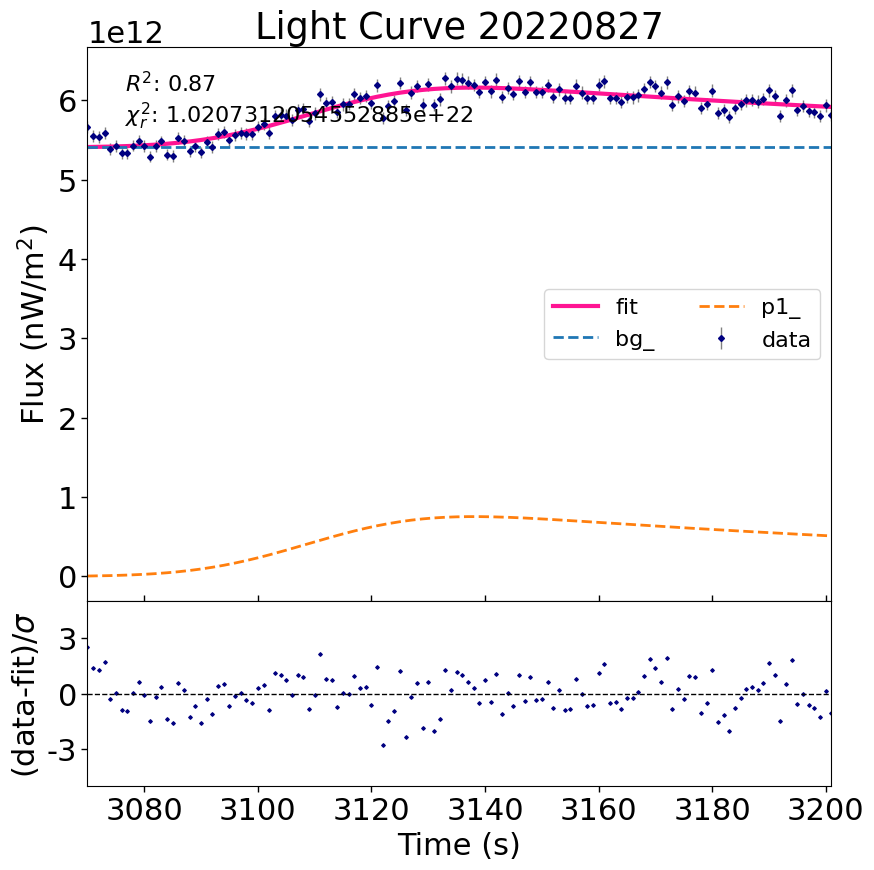 Light Curve 20220827
1e12
R²: 0.87
χ²ᵣ: 1.0207312054552885e+22
Flux (nW/m²)
6
5
4
3
2
1
0
fit
bg_
p1_
data
(data-fit)/σ
3
0
-3
3080 3100 3120 3140 3160 3180 3200
Time (s)